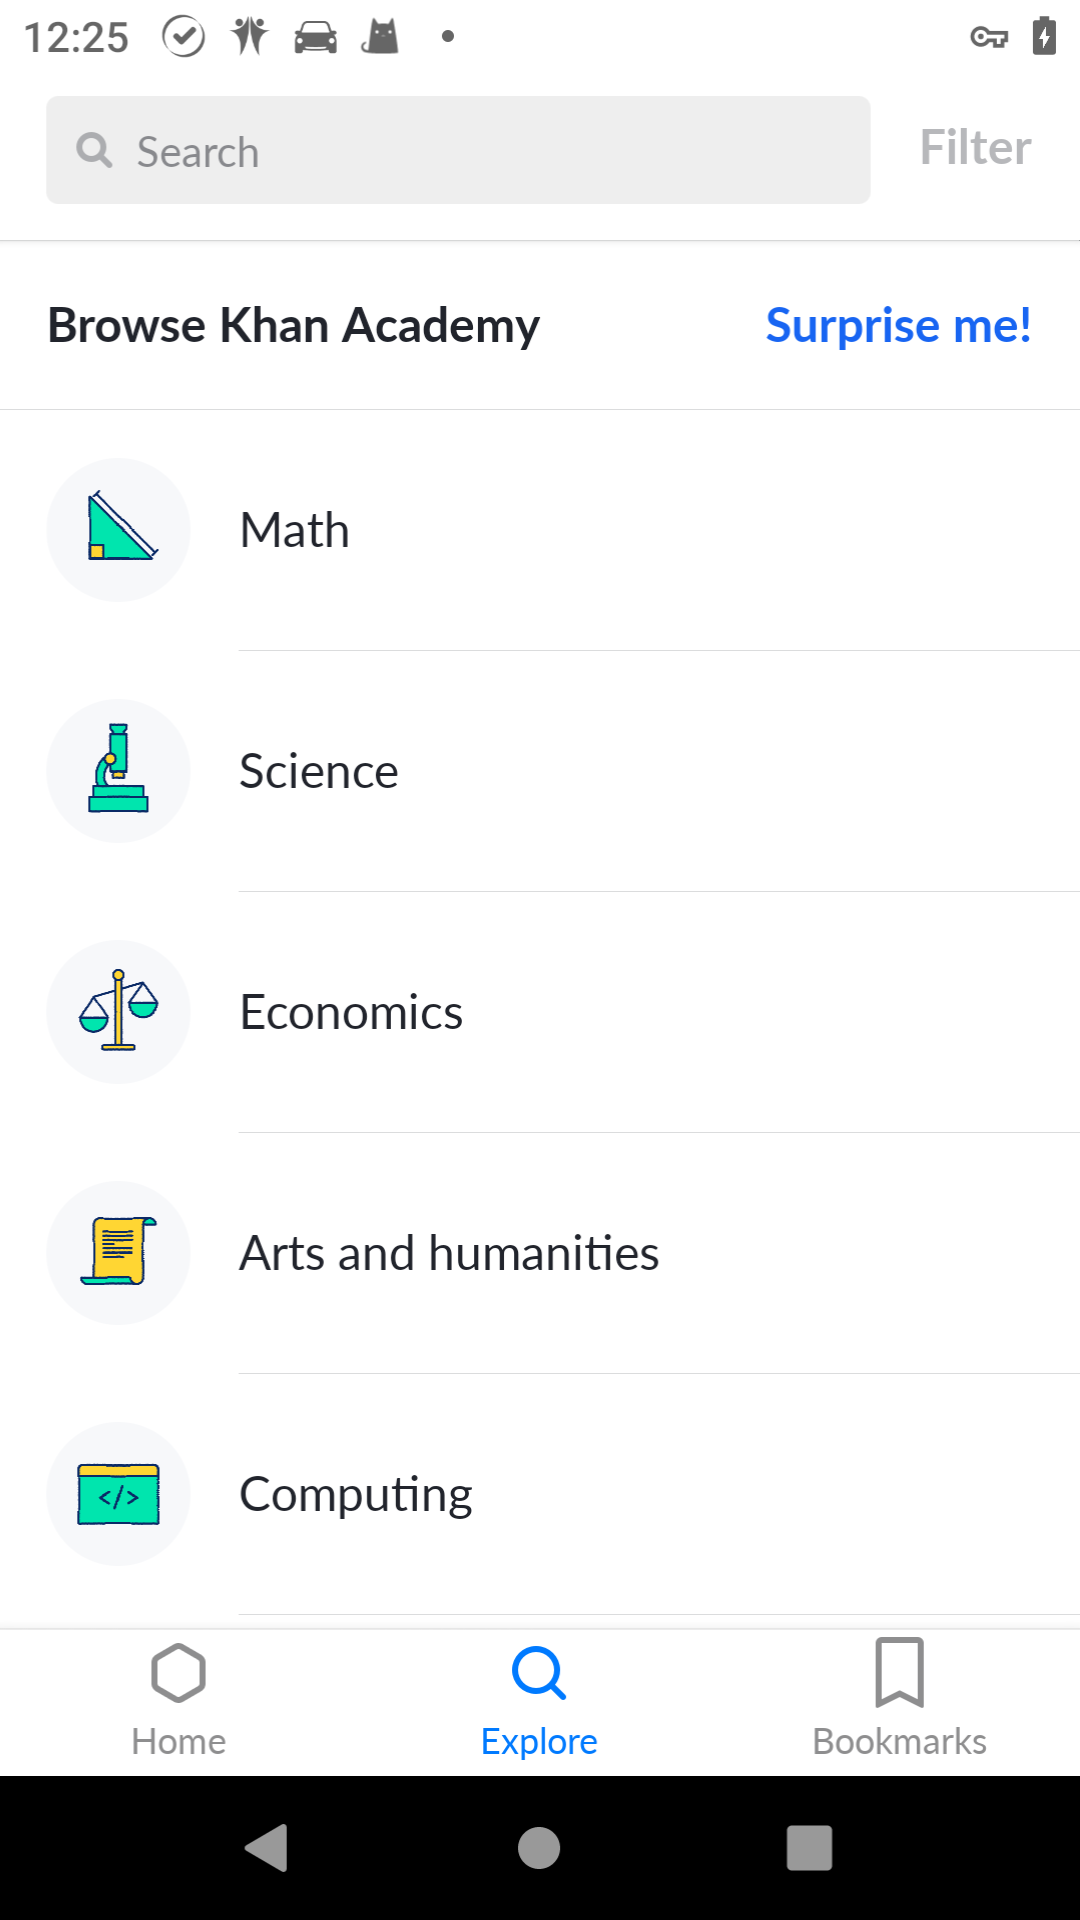 12:25
Search
Filter
Browse Khan Academy
Surprise me!
Math
Science
Economics
Arts and humanities
</>
Computing
Home
Explore
Bookmarks